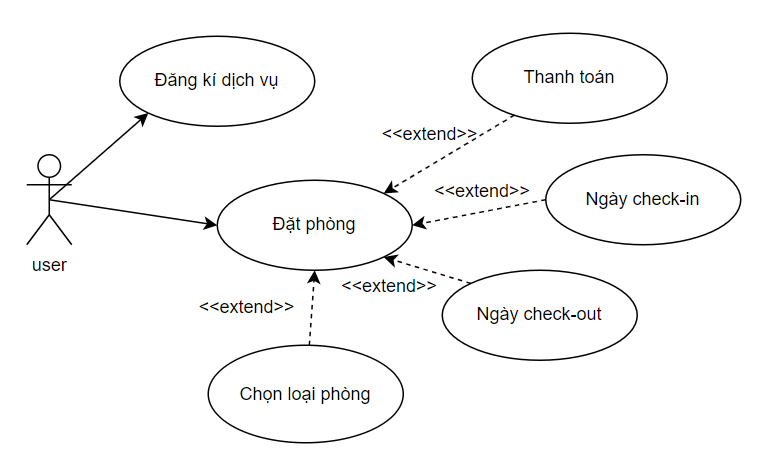 Đăng kí dịch vụ
Thanh toán
<<extend>>
<<extend>>
Ngày check-in
Đặt phòng
user
<<extend>>
<<extend>>
Ngày check-out
Chọn loại phòng